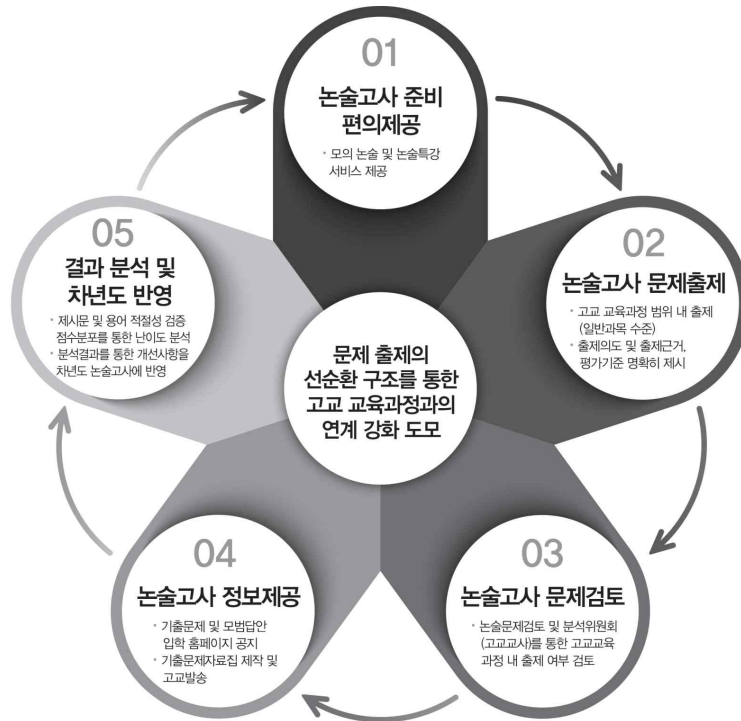 01
논술고사 준비
편의제공
• 모의 논술 및 논술특강
서비스 제공
02
논술고사 문제출제
• 고교 교육과정 범위 내 출제
(일반과목 수준)
• 출제의도 및 출제근거,
평가기준 명확히 제시
03
논술고사 문제검토
• 논술문제검토 및 분석위원회
(고교교사)를 통한 고교교육
과정 내 출제 여부 검토
04
논술고사 정보제공
• 기출문제 및 모범답안
입학 홈페이지 공지
• 기출문제자료집 제작 및
고교발송
05
결과 분석 및
차년도 반영
• 제시문 및 용어 적절성 검증
점수분포를 통한 난이도 분석
• 분석결과를 통한 개선사항을
차년도 논술고사에 반영
문제 출제의
선순환 구조를 통한
고교 교육과정과의
연계 강화 도모